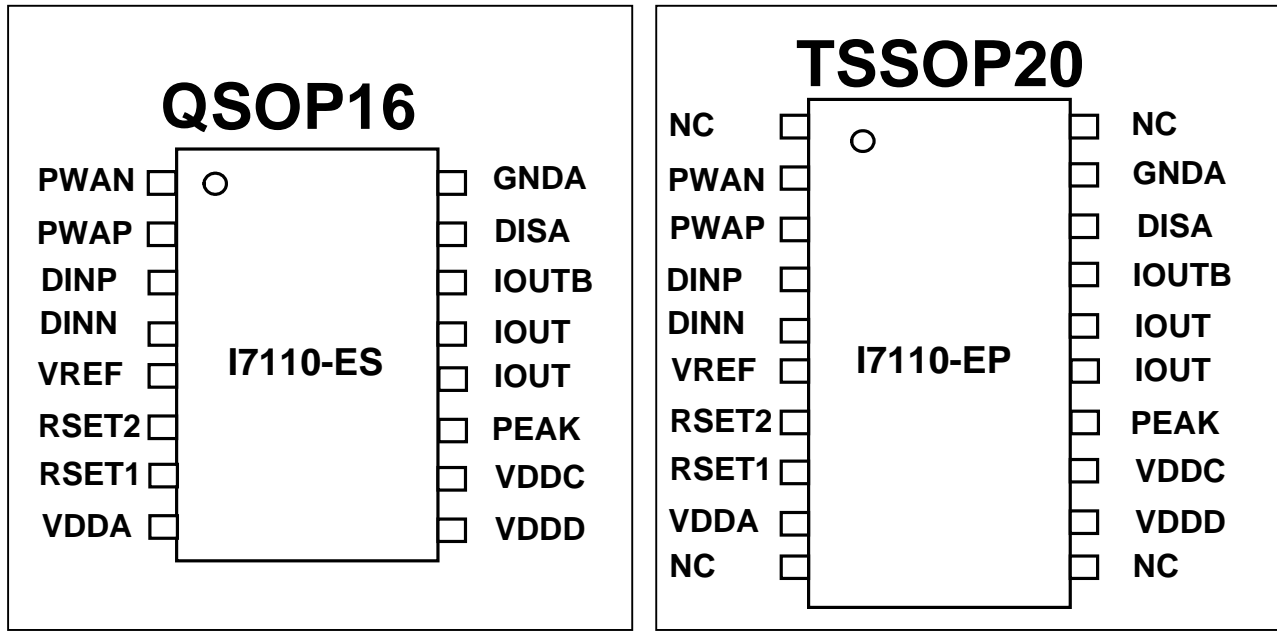 QSOP16
PWAN GNDA
PWAP DISA
DINP IOUTB
DINN IOUT
I7110-ES
VREF IOUT
RSET2 PEAK
RSET1 VDDC
VDDA VDDD
TSSOP20
NC NC
PWAN GNDA
PWAP DISA
DINP IOUTB
DINN IOUT
I7110-EP
VREF IOUT
RSET2 PEAK
RSET1 VDDC
VDDA VDDD
NC NC